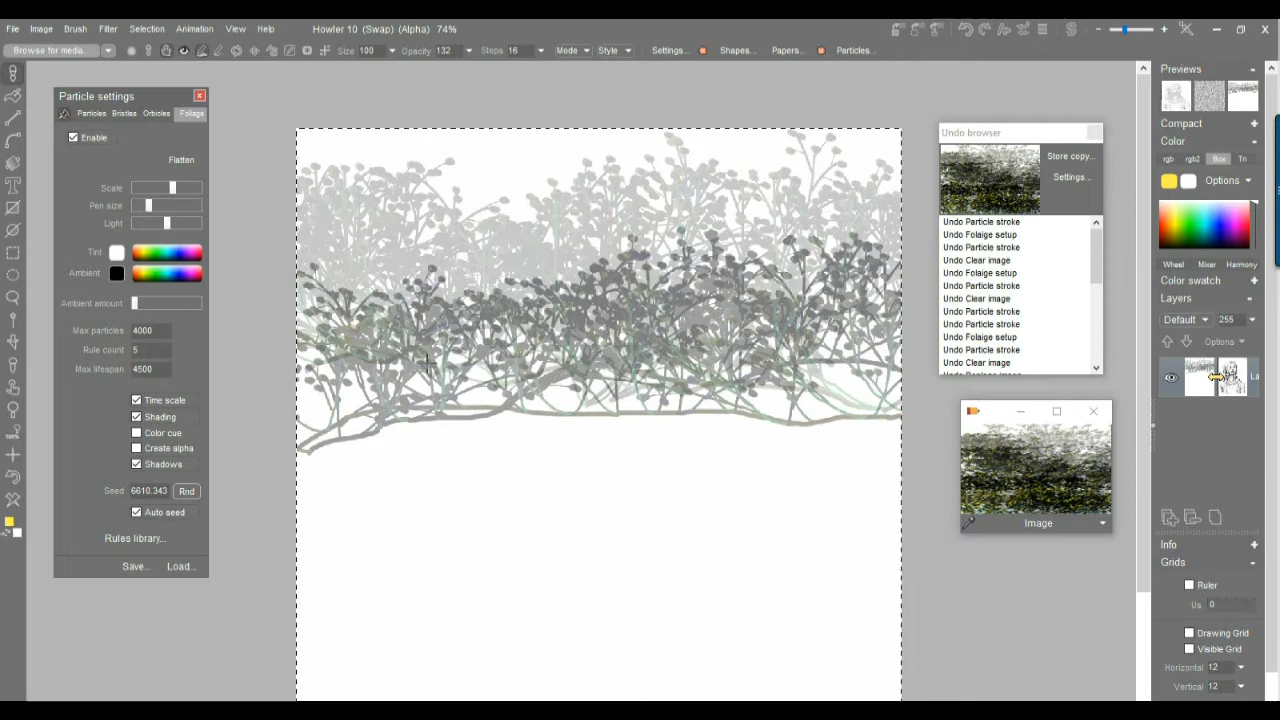 File Image Brush Filter Selection Animation View Help Howler 10 (Swap) (Alpha) 74%
Browse for media... Size 100 Opacity 132 Steps 16 Mode Style Settings... Shapes... Papers... Particles...
Particle settings
Particles Bristles Orbicles Foliage
Enable
Flatten
Scale
Pen size
Light
Tint
Ambient
Ambient amount
Max particles 4000
Rule count 5
Max lifespan 4500
Time scale
Shading
Color cue
Create alpha
Shadows
Seed 6610.343 Rnd
Auto seed
Rules library...
Save... Load...
Undo browser
Store copy...
Settings...
Undo Particle stroke
Undo Folaige setup
Undo Particle stroke
Undo Clear image
Undo Folaige setup
Undo Particle stroke
Undo Clear image
Undo Particle stroke
Undo Particle stroke
Undo Folaige setup
Undo Particle stroke
Undo Clear image
Image
Previews
Compact
Color
rgb rgb2 Box Tri
Options
Wheel Mixer Harmony
Color swatch
Layers
Default 255
Options
La
Info
Grids
Ruler
Us 0
Drawing Grid
Visible Grid
Horizontal 12
Vertical 12